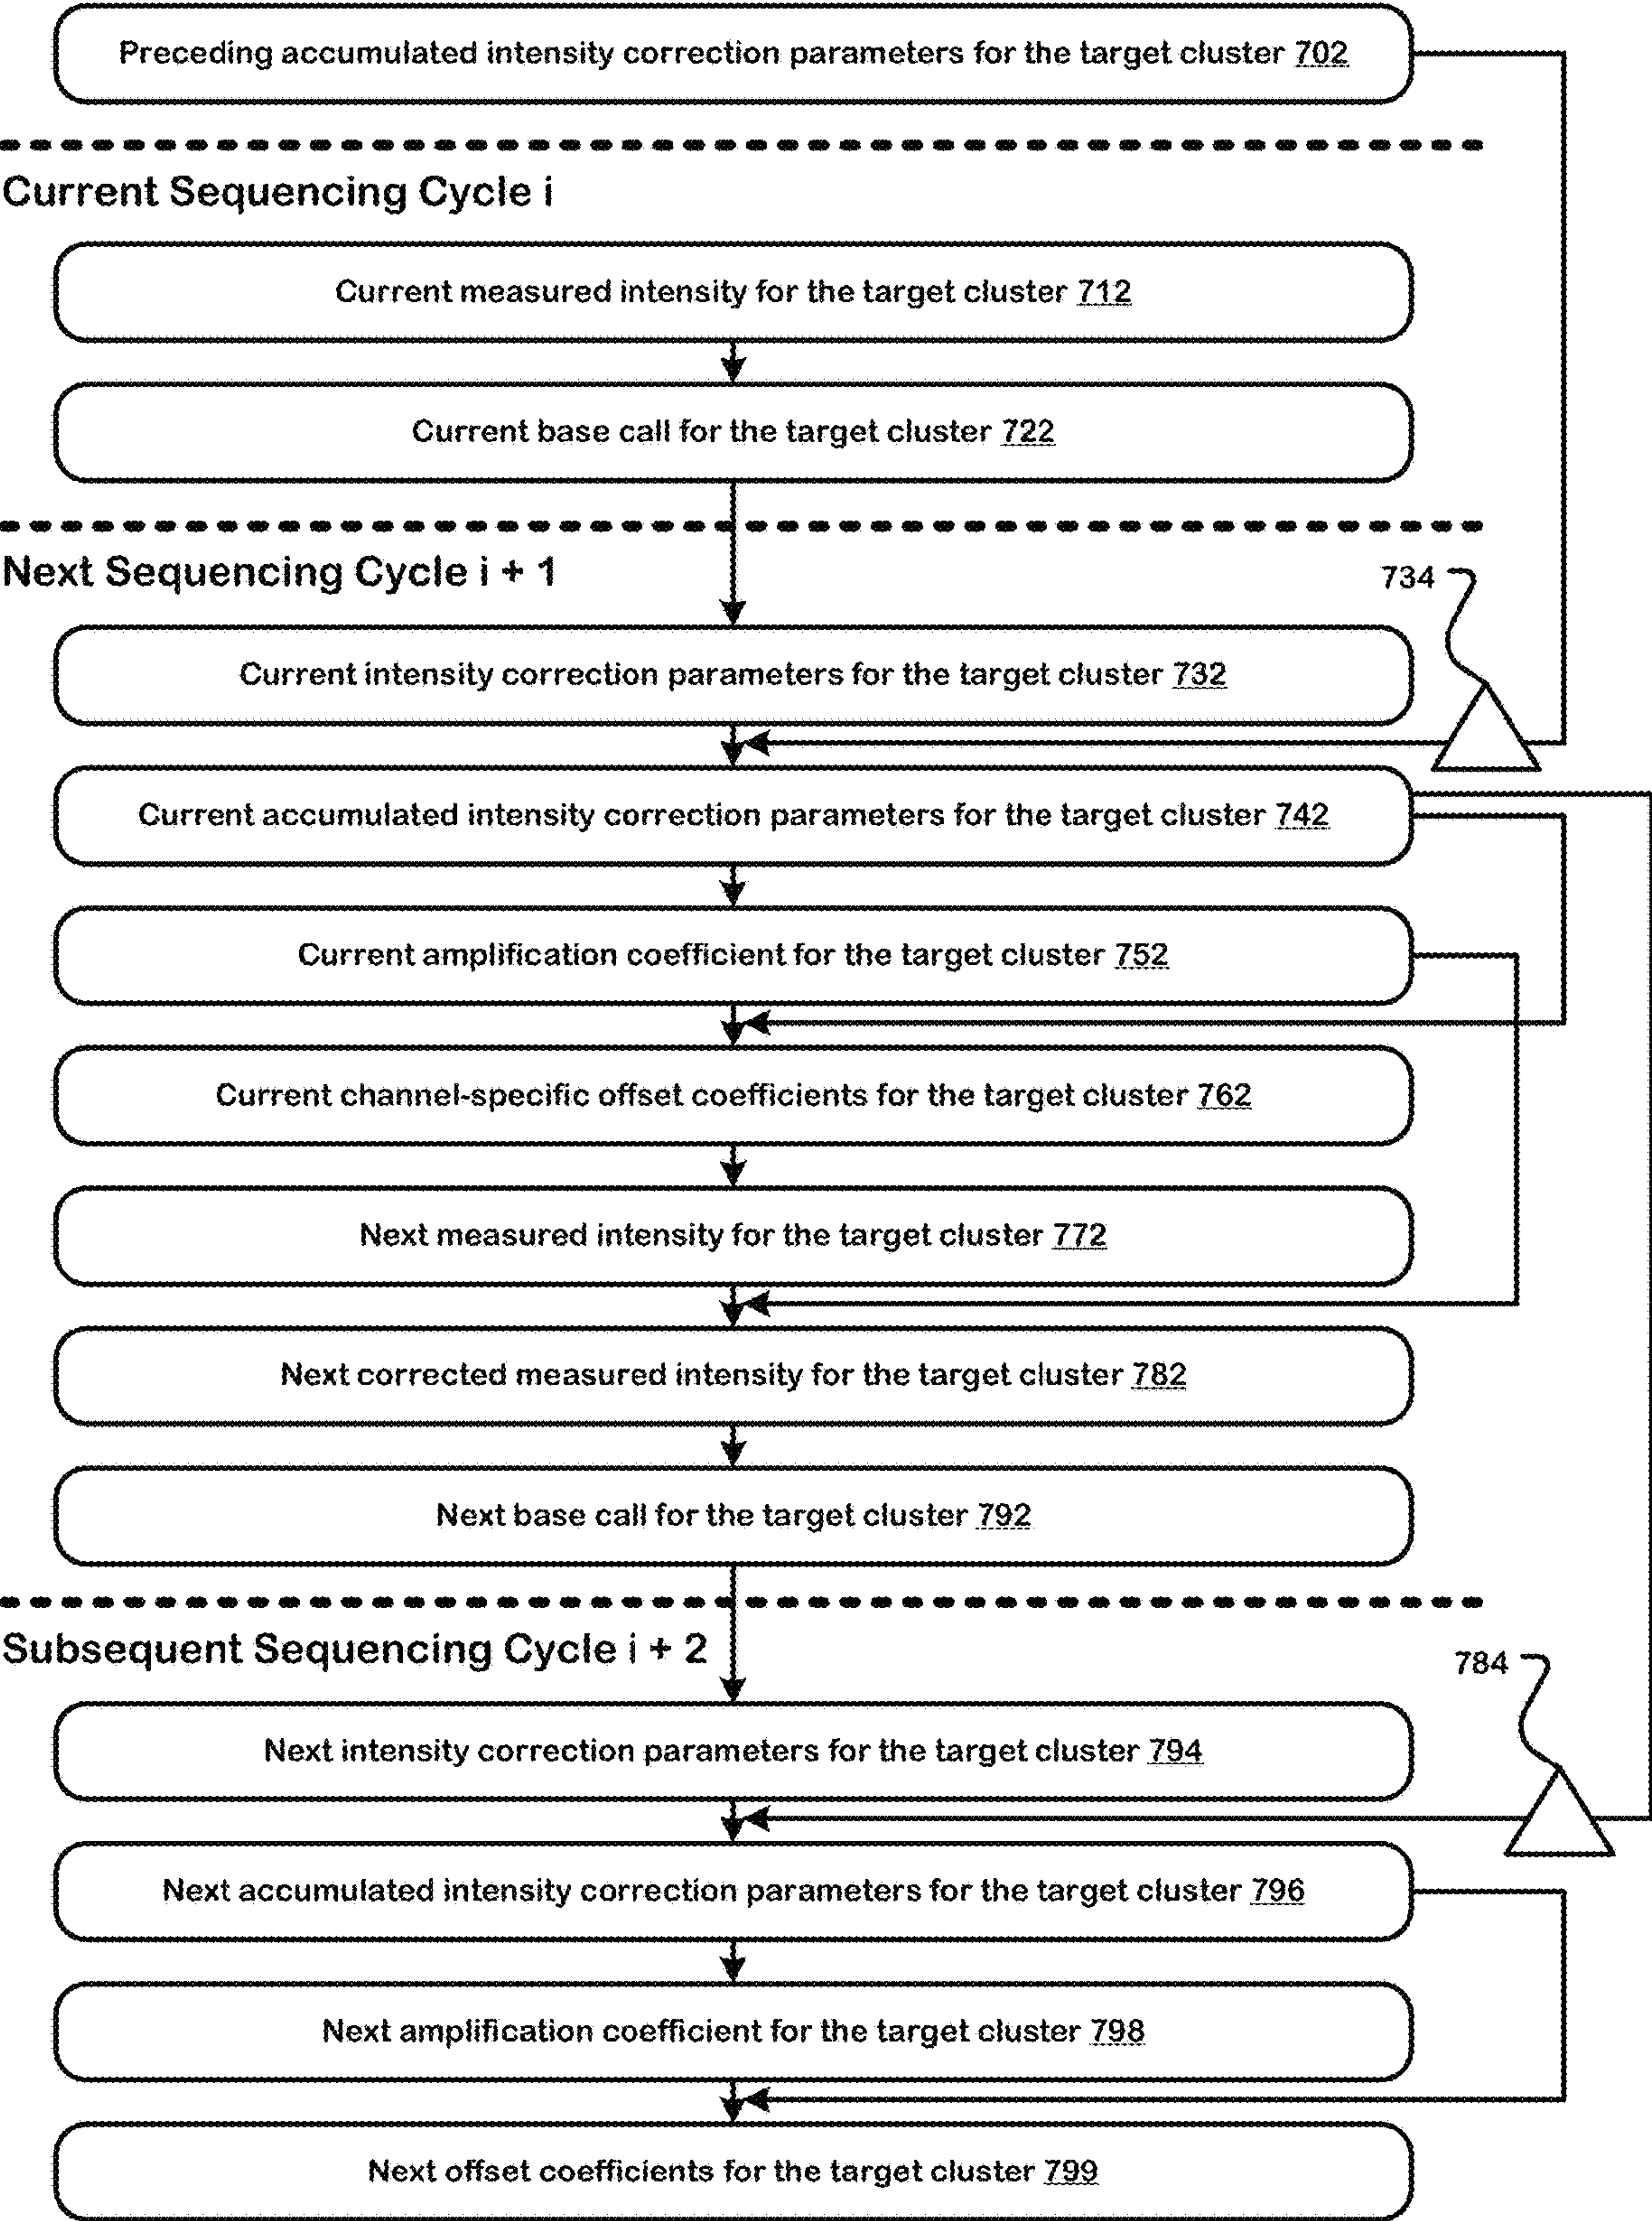 Preceding accumulated intensity correction parameters for the target cluster 702
Current Sequencing Cycle i
Current measured intensity for the target cluster 712
Current base call for the target cluster 722
Next Sequencing Cycle i + 1
734
Current intensity correction parameters for the target cluster 732
Current accumulated intensity correction parameters for the target cluster 742
Current amplification coefficient for the target cluster 752
Current channel-specific offset coefficients for the target cluster 762
Next measured intensity for the target cluster 772
Next corrected measured intensity for the target cluster 782
Next base call for the target cluster 792
Subsequent Sequencing Cycle i + 2
784
Next intensity correction parameters for the target cluster 794
Next accumulated intensity correction parameters for the target cluster 796
Next amplification coefficient for the target cluster 798
Next offset coefficients for the target cluster 799